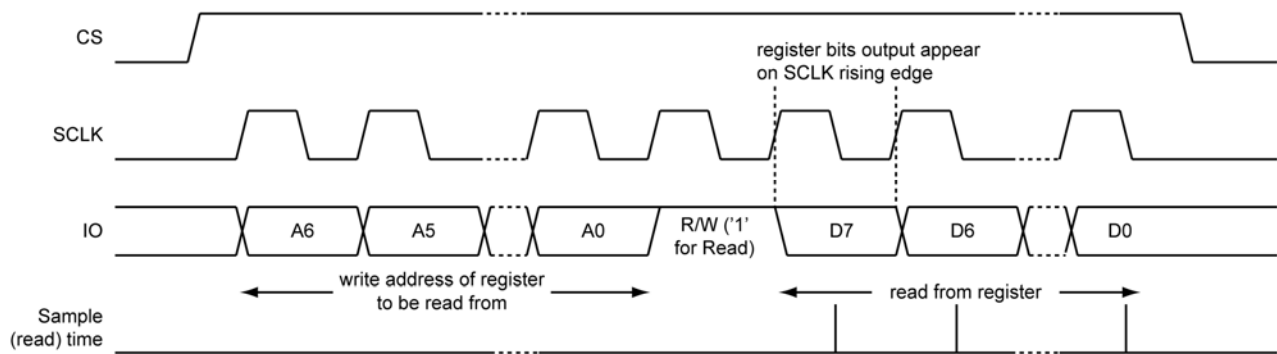 CS
register bits output appear
on SCLK rising edge
SCLK
IO
A6
A5
A0
R/W ('1'
for Read)
D7
D6
D0
write address of register
to be read from
read from register
Sample
(read) time